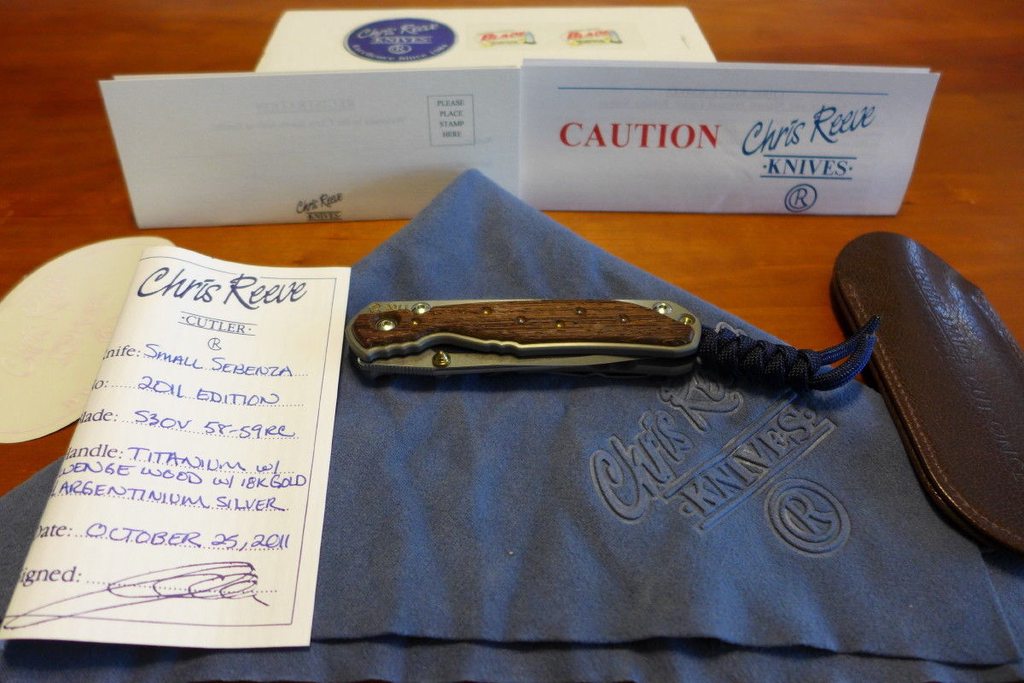 Chris Reeve
·KNIVES·
®
BLADE
BLADE
PLEASE
PLACE
STAMP
HERE
Chris Reeve
KNIVES
CAUTION
Chris Reeve
·KNIVES·
®
Chris Reeve
·CUTLER·
®
nife: SMALL SEBENZA
o: 2011 EDITION
lade: S30V 58-59RC
andle: TITANIUM W/
WENGE WOOD W/ 18K GOLD
ARGENTINIUM SILVER
ate: OCTOBER 25, 2011
igned:
Chris Reeve
·KNIVES·
®